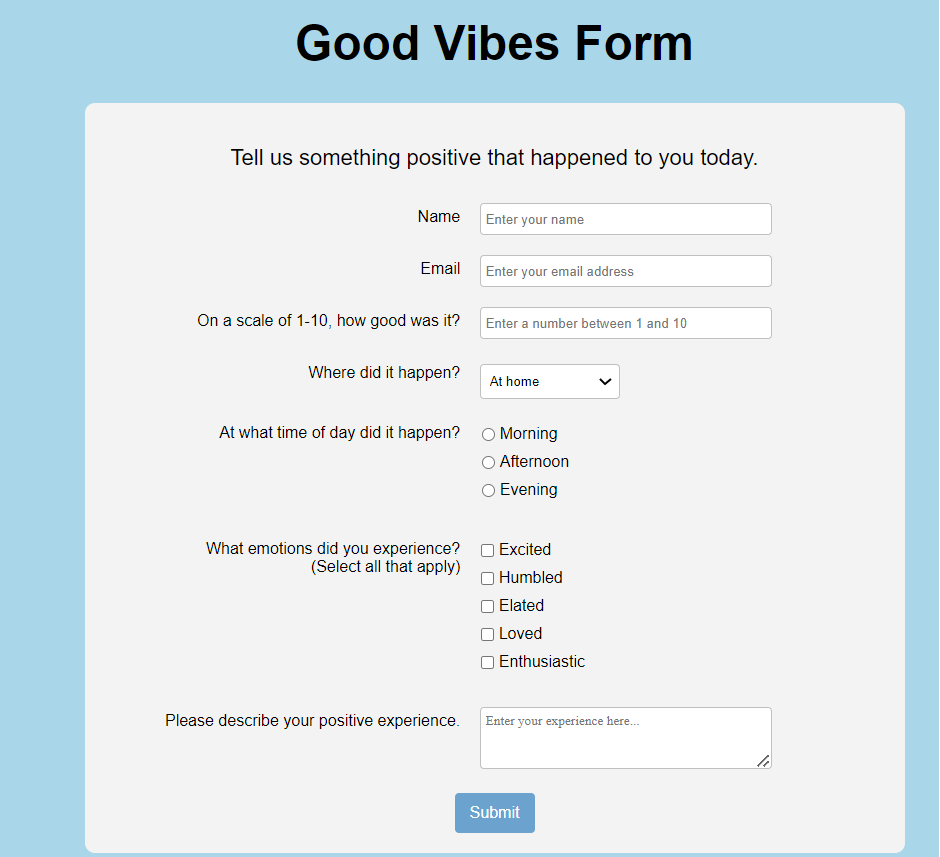 Good Vibes Form
Tell us something positive that happened to you today.
Name
Enter your name
Email
Enter your email address
On a scale of 1-10, how good was it?
Enter a number between 1 and 10
Where did it happen?
At home
At what time of day did it happen?
Morning
Afternoon
Evening
What emotions did you experience?
(Select all that apply)
Excited
Humbled
Elated
Loved
Enthusiastic
Please describe your positive experience.
Enter your experience here...
Submit